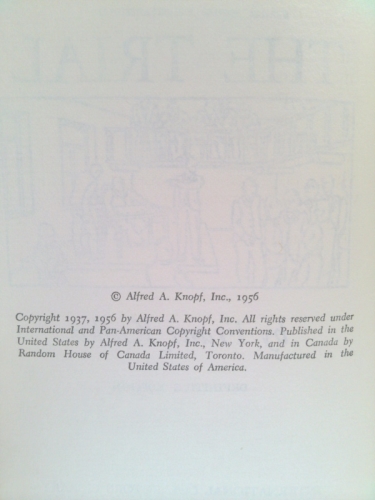 THE TRIAL
© Alfred A. Knopf, Inc., 1956
Copyright 1937, 1956 by Alfred A. Knopf, Inc. All rights reserved under
International and Pan-American Copyright Conventions. Published in the
United States by Alfred A. Knopf, Inc., New York, and in Canada by
Random House of Canada Limited, Toronto. Manufactured in the
United States of America.